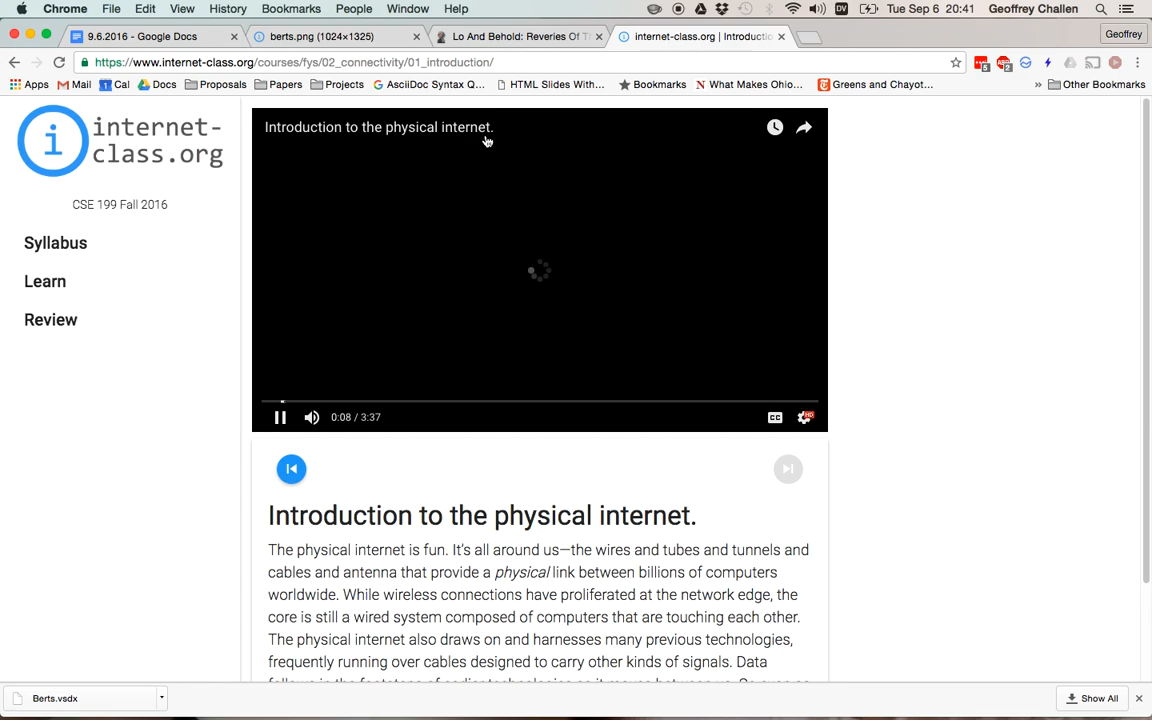 Chrome File Edit View History Bookmarks People Window Help Tue Sep 6 20:41 Geoffrey Challen
9.6.2016 - Google Docs berts.png (1024×1325) Lo And Behold: Reveries Of T internet-class.org | Introductio Geoffrey
https://www.internet-class.org/courses/fys/02_connectivity/01_introduction/
Apps Mail Cal Docs Proposals Papers Projects AsciiDoc Syntax Q... HTML Slides With... Bookmarks What Makes Ohio... Greens and Chayot... » Other Bookmarks
internet-
class.org
CSE 199 Fall 2016
Syllabus
Learn
Review
Introduction to the physical internet.
0:08 / 3:37 CC HD
Introduction to the physical internet.
The physical internet is fun. It's all around us—the wires and tubes and tunnels and
cables and antenna that provide a physical link between billions of computers
worldwide. While wireless connections have proliferated at the network edge, the
core is still a wired system composed of computers that are touching each other.
The physical internet also draws on and harnesses many previous technologies,
frequently running over cables designed to carry other kinds of signals. Data
Berts.vsdx Show All